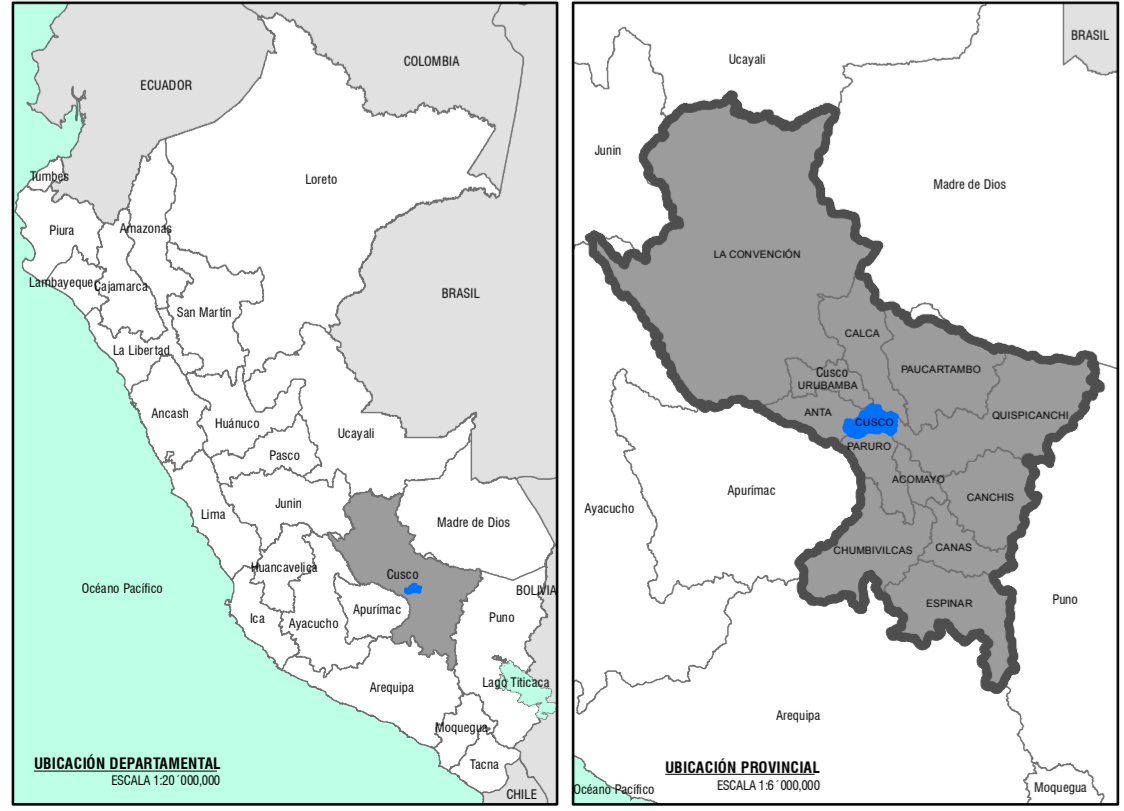 COLOMBIA
ECUADOR
Tumbes
Loreto
Piura
Amazonas
Lambayeque
Cajamarca
San Martín
BRASIL
La Libertad
Ancash
Huánuco
Ucayali
Pasco
Junin
Lima
Madre de Dios
Huancavelica
Cusco
Océano Pacífico
BOLIVIA
Ica
Ayacucho
Apurímac
Puno
Lago Titicaca
Arequipa
Moquegua
Tacna
CHILE
UBICACIÓN DEPARTAMENTAL
ESCALA 1:20´000,000
BRASIL
Ucayali
Junin
Madre de Dios
LA CONVENCIÓN
CALCA
PAUCARTAMBO
Cusco
URUBAMBA
ANTA
QUISPICANCHI
CUSCO
PARURO
ACOMAYO
CANCHIS
Apurímac
Ayacucho
CHUMBIVILCAS
CANAS
ESPINAR
Puno
Arequipa
UBICACIÓN PROVINCIAL
ESCALA 1:6´000,000
Océano Pacífico
Moquegua